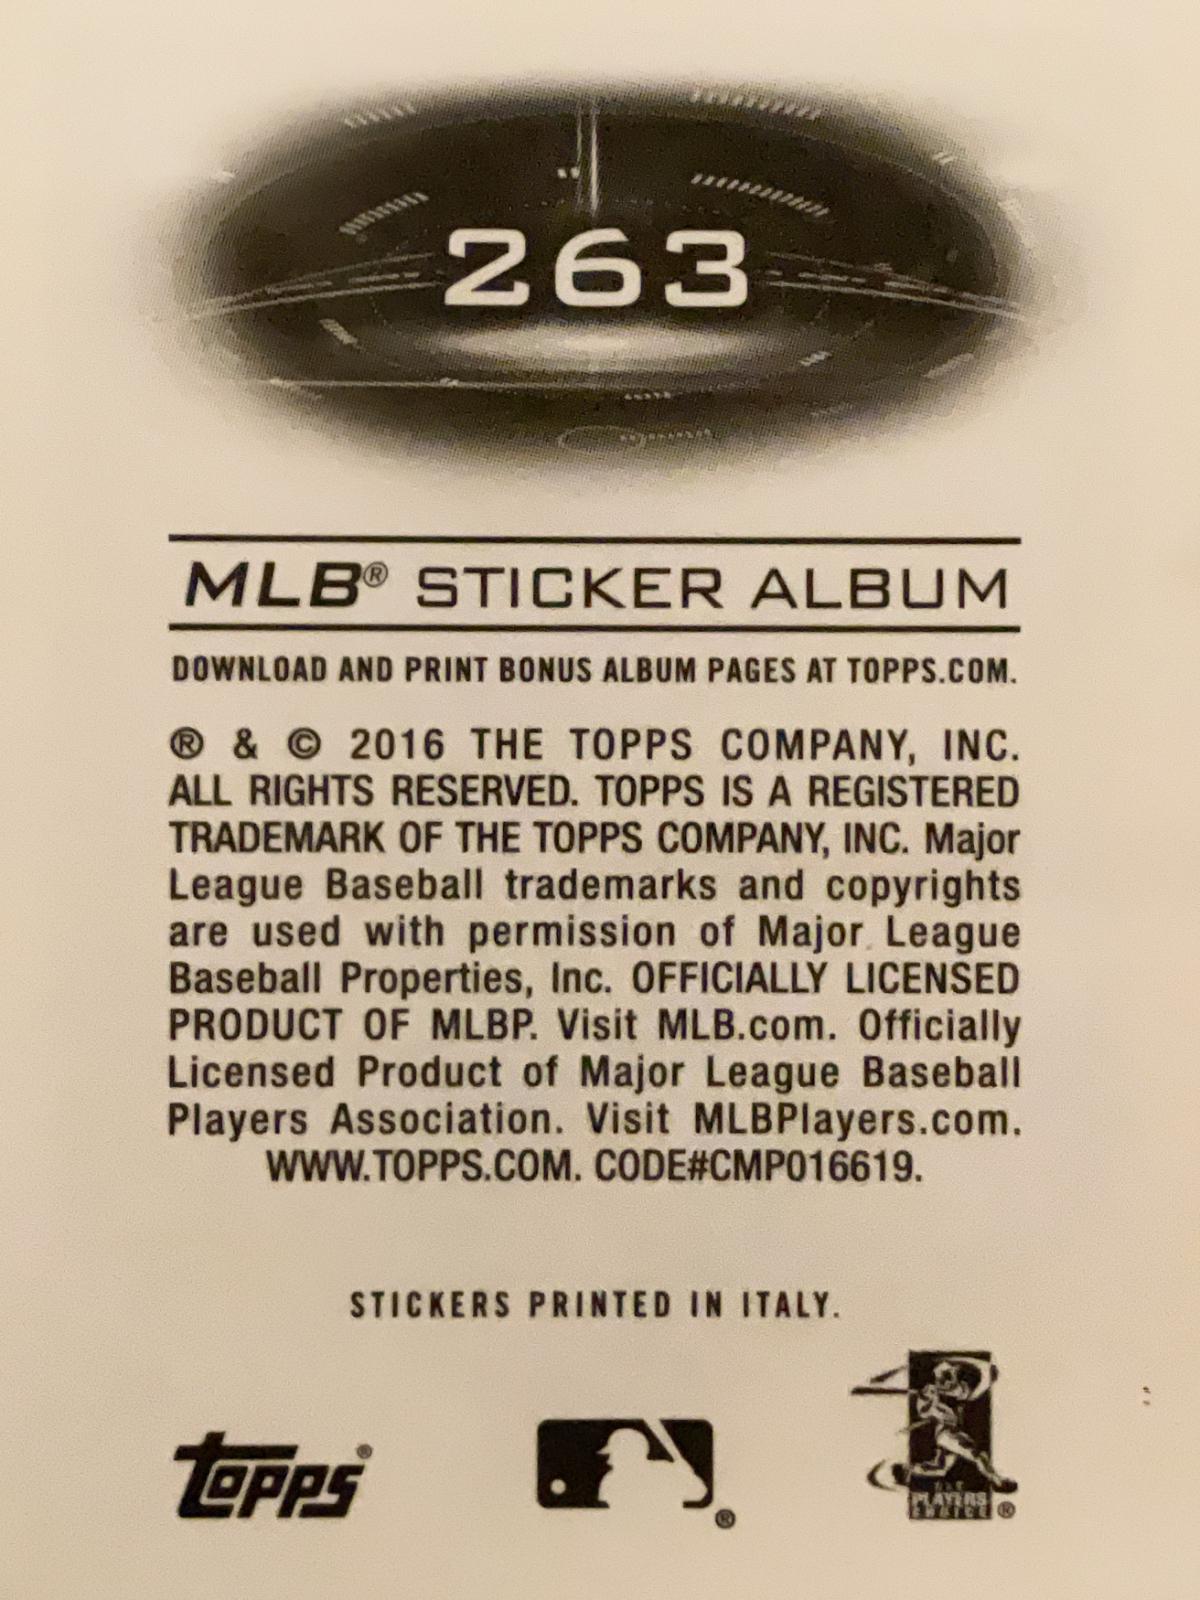 263
MLB® STICKER ALBUM
DOWNLOAD AND PRINT BONUS ALBUM PAGES AT TOPPS.COM.
® & © 2016 THE TOPPS COMPANY, INC.
ALL RIGHTS RESERVED. TOPPS IS A REGISTERED
TRADEMARK OF THE TOPPS COMPANY, INC. Major
League Baseball trademarks and copyrights
are used with permission of Major League
Baseball Properties, Inc. OFFICIALLY LICENSED
PRODUCT OF MLBP. Visit MLB.com. Officially
Licensed Product of Major League Baseball
Players Association. Visit MLBPlayers.com.
WWW.TOPPS.COM. CODE#CMP016619.
STICKERS PRINTED IN ITALY.
Topps®
®
THE
PLAYERS
CHOICE®